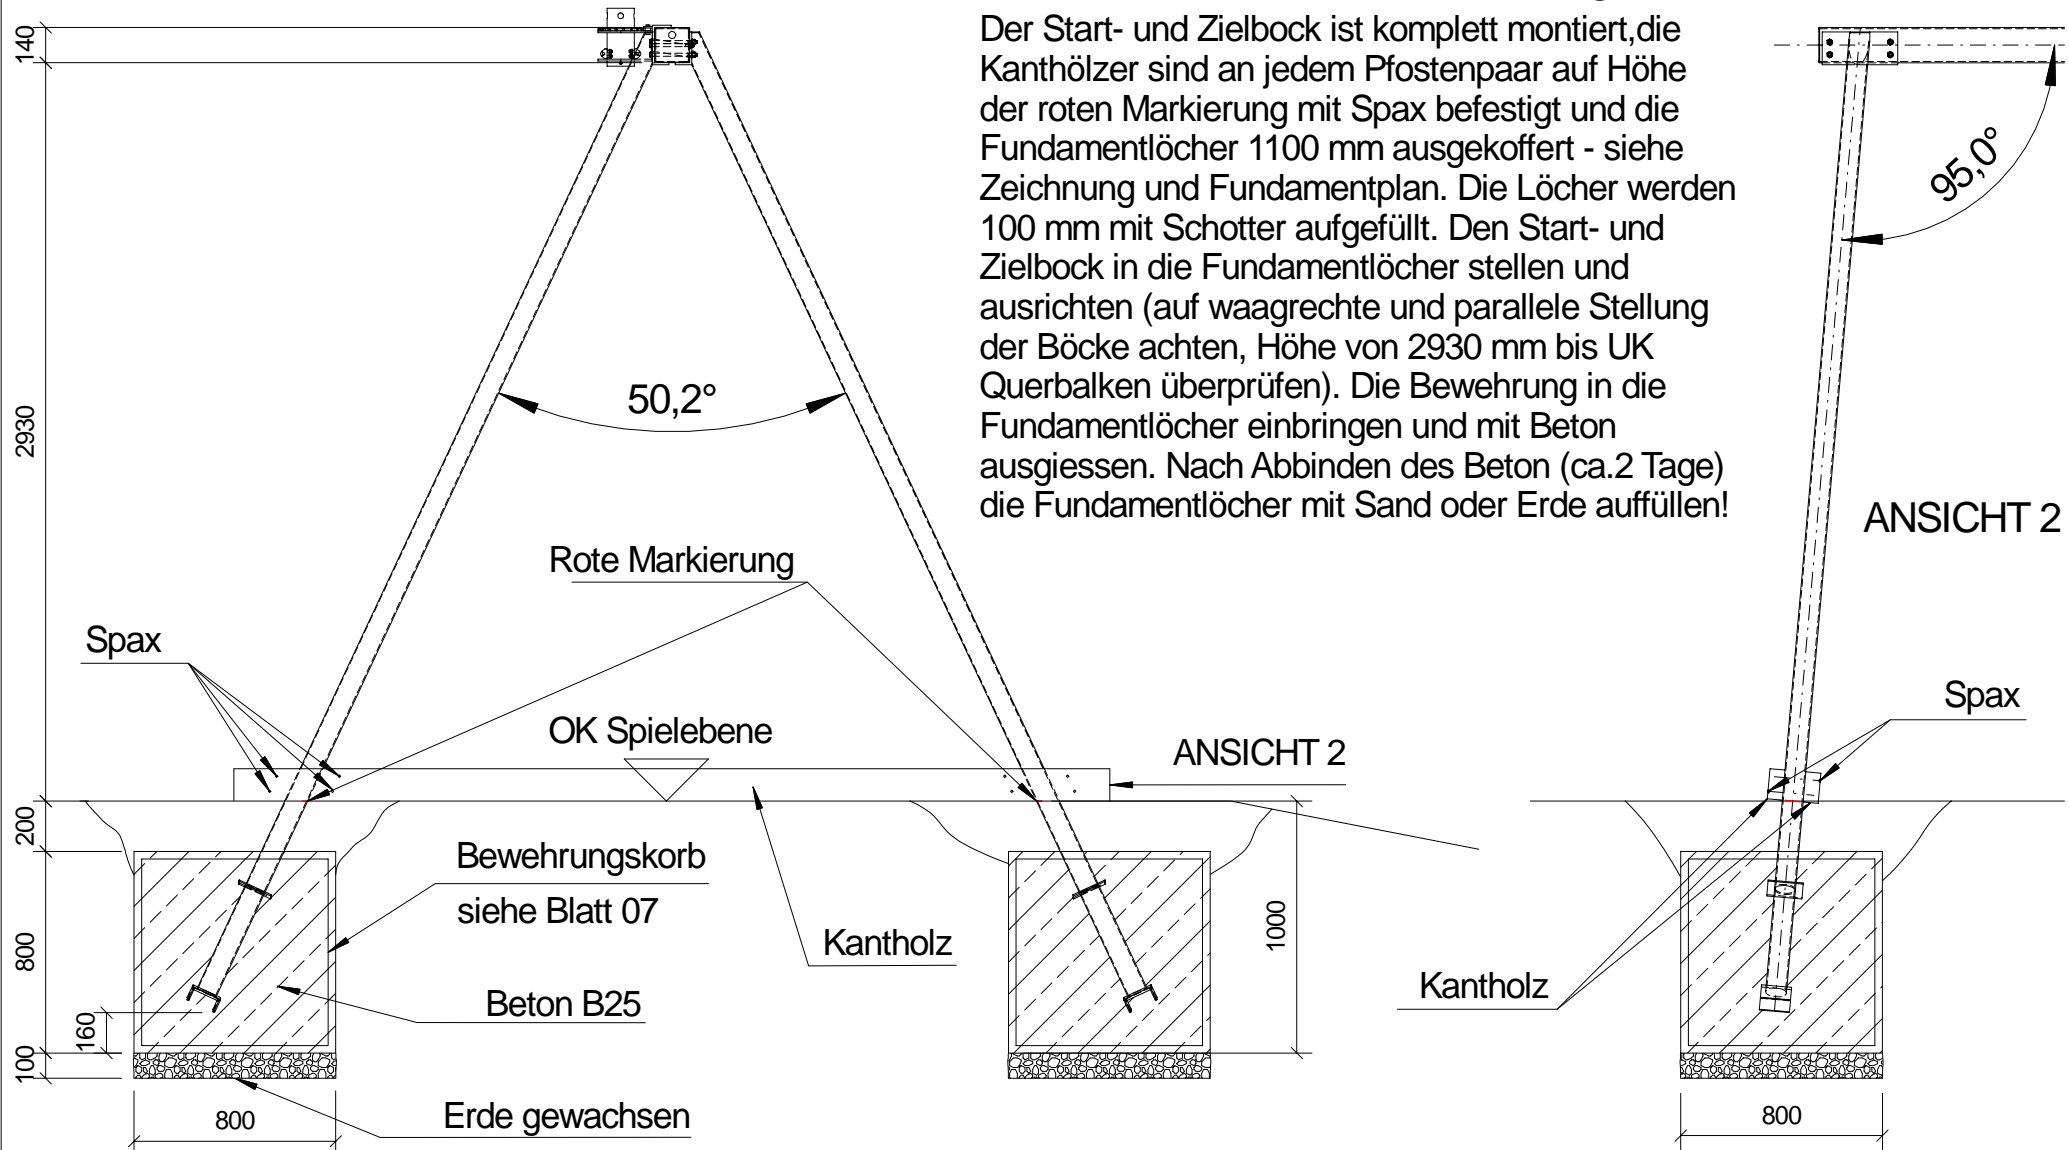 Der Start- und Zielbock ist komplett montiert,die
Kanthölzer sind an jedem Pfostenpaar auf Höhe
der roten Markierung mit Spax befestigt und die
Fundamentlöcher 1100 mm ausgekoffert - siehe
Zeichnung und Fundamentplan. Die Löcher werden
100 mm mit Schotter aufgefüllt. Den Start- und
Zielbock in die Fundamentlöcher stellen und
ausrichten (auf waagrechte und parallele Stellung
der Böcke achten, Höhe von 2930 mm bis UK
Querbalken überprüfen). Die Bewehrung in die
Fundamentlöcher einbringen und mit Beton
ausgiessen. Nach Abbinden des Beton (ca.2 Tage)
die Fundamentlöcher mit Sand oder Erde auffüllen!
140
2930
200
800
160
100
50,2°
95,0°
ANSICHT 2
Rote Markierung
Spax
OK Spielebene
ANSICHT 2
Spax
Bewehrungskorb
siehe Blatt 07
Kantholz
1000
Kantholz
Beton B25
Erde gewachsen
800
800